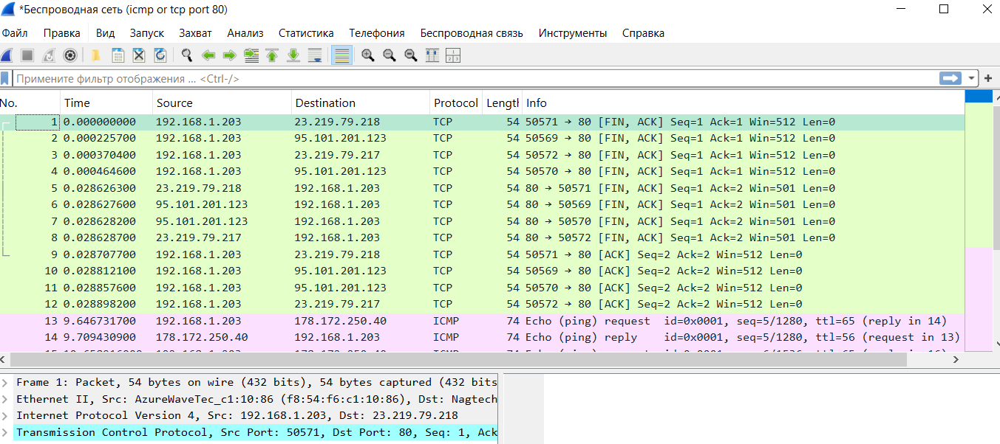 *Беспроводная сеть (icmp or tcp port 80)
Файл Правка Вид Запуск Захват Анализ Статистика Телефония Беспроводная связь Инструменты Справка
Примените фильтр отображения … <Ctrl-/>
No. Time Source Destination Protocol Length Info
1 0.000000000 192.168.1.203 23.219.79.218 TCP 54 50571 → 80 [FIN, ACK] Seq=1 Ack=1 Win=512 Len=0
2 0.000225700 192.168.1.203 95.101.201.123 TCP 54 50569 → 80 [FIN, ACK] Seq=1 Ack=1 Win=512 Len=0
3 0.000370400 192.168.1.203 23.219.79.217 TCP 54 50572 → 80 [FIN, ACK] Seq=1 Ack=1 Win=512 Len=0
4 0.000464600 192.168.1.203 95.101.201.123 TCP 54 50570 → 80 [FIN, ACK] Seq=1 Ack=1 Win=512 Len=0
5 0.028626300 23.219.79.218 192.168.1.203 TCP 54 80 → 50571 [FIN, ACK] Seq=1 Ack=2 Win=501 Len=0
6 0.028627600 95.101.201.123 192.168.1.203 TCP 54 80 → 50569 [FIN, ACK] Seq=1 Ack=2 Win=501 Len=0
7 0.028628200 95.101.201.123 192.168.1.203 TCP 54 80 → 50570 [FIN, ACK] Seq=1 Ack=2 Win=501 Len=0
8 0.028628700 23.219.79.217 192.168.1.203 TCP 54 80 → 50572 [FIN, ACK] Seq=1 Ack=2 Win=501 Len=0
9 0.028707700 192.168.1.203 23.219.79.218 TCP 54 50571 → 80 [ACK] Seq=2 Ack=2 Win=512 Len=0
10 0.028812100 192.168.1.203 95.101.201.123 TCP 54 50569 → 80 [ACK] Seq=2 Ack=2 Win=512 Len=0
11 0.028857600 192.168.1.203 95.101.201.123 TCP 54 50570 → 80 [ACK] Seq=2 Ack=2 Win=512 Len=0
12 0.028898200 192.168.1.203 23.219.79.217 TCP 54 50572 → 80 [ACK] Seq=2 Ack=2 Win=512 Len=0
13 9.646731700 192.168.1.203 178.172.250.40 ICMP 74 Echo (ping) request id=0x0001, seq=5/1280, ttl=65 (reply in 14)
14 9.709430900 178.172.250.40 192.168.1.203 ICMP 74 Echo (ping) reply id=0x0001, seq=5/1280, ttl=56 (request in 13)
Frame 1: Packet, 54 bytes on wire (432 bits), 54 bytes captured (432 bits
Ethernet II, Src: AzureWaveTec_c1:10:86 (f8:54:f6:c1:10:86), Dst: Nagtech
Internet Protocol Version 4, Src: 192.168.1.203, Dst: 23.219.79.218
Transmission Control Protocol, Src Port: 50571, Dst Port: 80, Seq: 1, Ack